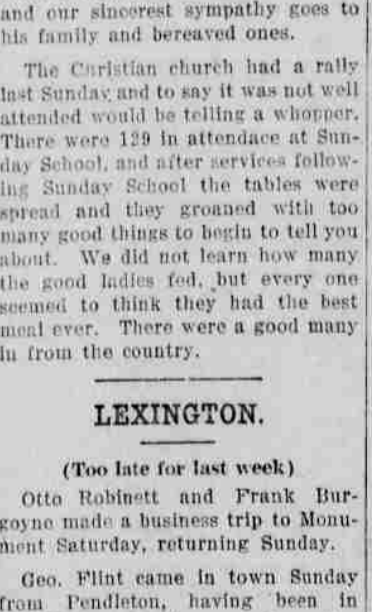 and our sincerest sympathy goes to
his family and bereaved ones.
The Christian church had a rally
last Sunday and to say it was not well
attended would be telling a whopper.
There were 129 in attendace at Sun-
day School, and after services follow-
ing Sunday School the tables were
spread and they groaned with too
many good things to begin to tell you
about. We did not learn how many
the good ladies fed, but every one
seemed to think they had the best
meal ever. There were a good many
in from the country.
LEXINGTON.
(Too late for last week)
Otto Robinett and Frank Bur-
goyne made a business trip to Monu-
ment Saturday, returning Sunday.
Geo. Flint came in town Sunday
from Pendleton, having been in